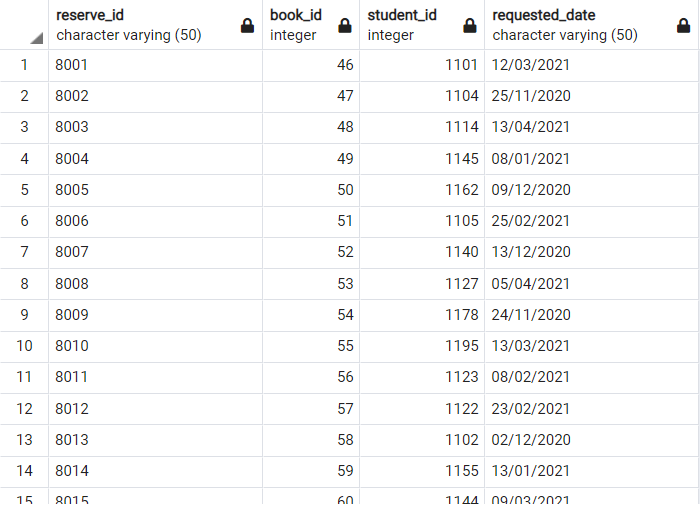 reserve_id book_id student_id requested_date
character varying (50) integer integer character varying (50)
1 8001 46 1101 12/03/2021
2 8002 47 1104 25/11/2020
3 8003 48 1114 13/04/2021
4 8004 49 1145 08/01/2021
5 8005 50 1162 09/12/2020
6 8006 51 1105 25/02/2021
7 8007 52 1140 13/12/2020
8 8008 53 1127 05/04/2021
9 8009 54 1178 24/11/2020
10 8010 55 1195 13/03/2021
11 8011 56 1123 08/02/2021
12 8012 57 1122 23/02/2021
13 8013 58 1102 02/12/2020
14 8014 59 1155 13/01/2021
15 8015 60 1144 09/03/2021